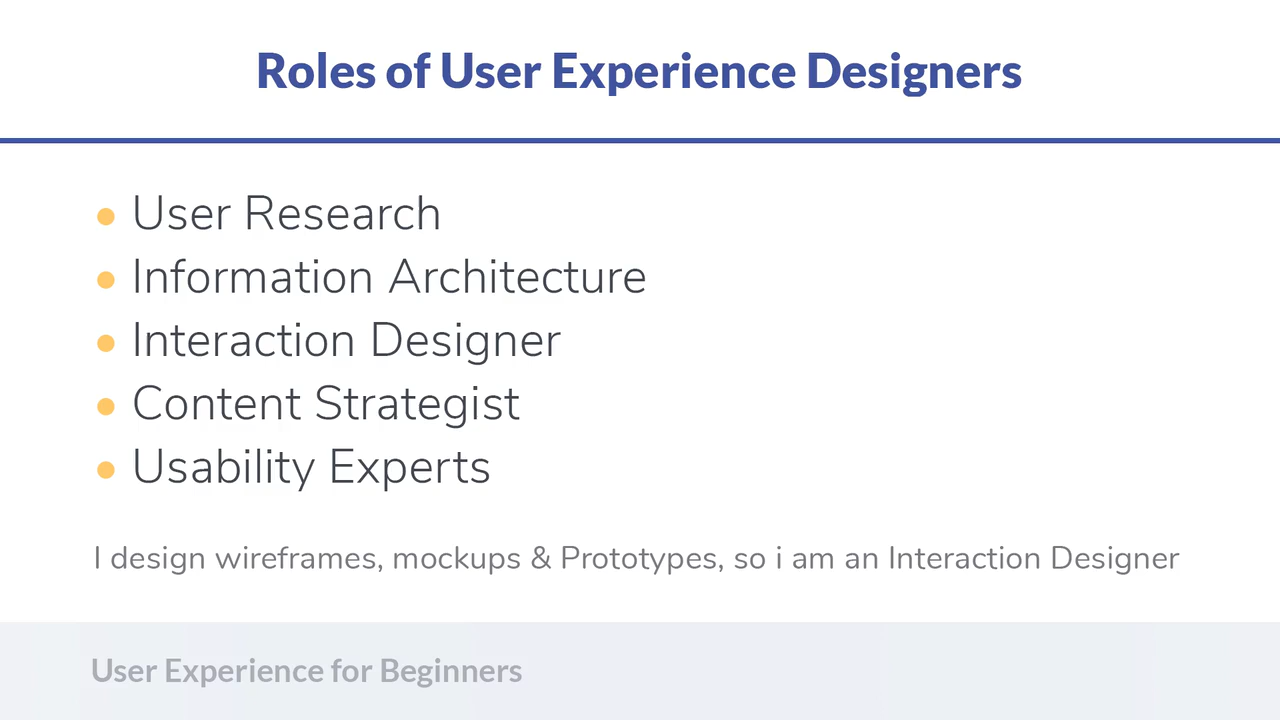 Roles of User Experience Designers
• User Research
• Information Architecture
• Interaction Designer
• Content Strategist
• Usability Experts
I design wireframes, mockups & Prototypes, so i am an Interaction Designer
User Experience for Beginners